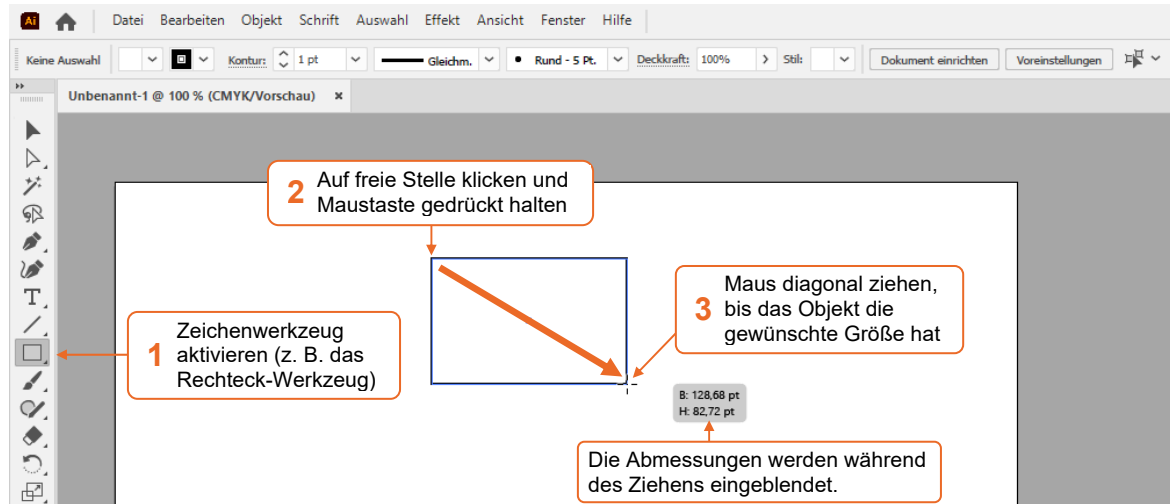 Ai Datei Bearbeiten Objekt Schrift Auswahl Effekt Ansicht Fenster Hilfe
Keine Auswahl Kontur: 1 pt Gleichm. Rund - 5 Pt. Deckkraft: 100% Stil: Dokument einrichten Voreinstellungen
Unbenannt-1 @ 100 % (CMYK/Vorschau) ×
2 Auf freie Stelle klicken und
Maustaste gedrückt halten
1 Zeichenwerkzeug
aktivieren (z. B. das
Rechteck-Werkzeug)
3 Maus diagonal ziehen,
bis das Objekt die
gewünschte Größe hat
B: 128,68 pt
H: 82,72 pt
Die Abmessungen werden während
des Ziehens eingeblendet.